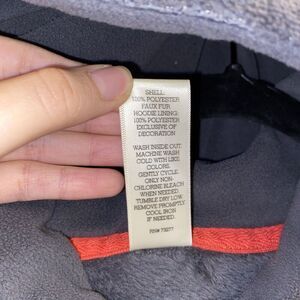 SHELL:
100% POLYESTER
FAUX FUR
HOODIE LINING:
100% POLYESTER
EXCLUSIVE OF
DECORATION
WASH INSIDE OUT.
MACHINE WASH
COLD WITH LIKE
COLORS.
GENTLY CYCLE.
ONLY NON-
CHLORINE BLEACH
WHEN NEEDED.
TUMBLE DRY LOW.
REMOVE PROMPTLY.
COOL IRON
IF NEEDED.
RN# 73277